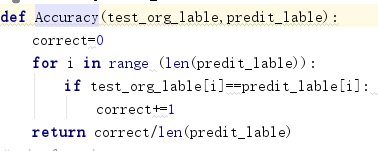 def Accuracy(test_org_lable,predit_lable):
    correct=0
    for i in range (len(predit_lable)):
        if test_org_lable[i]==predit_lable[i]:
            correct+=1
    return correct/len(predit_lable)